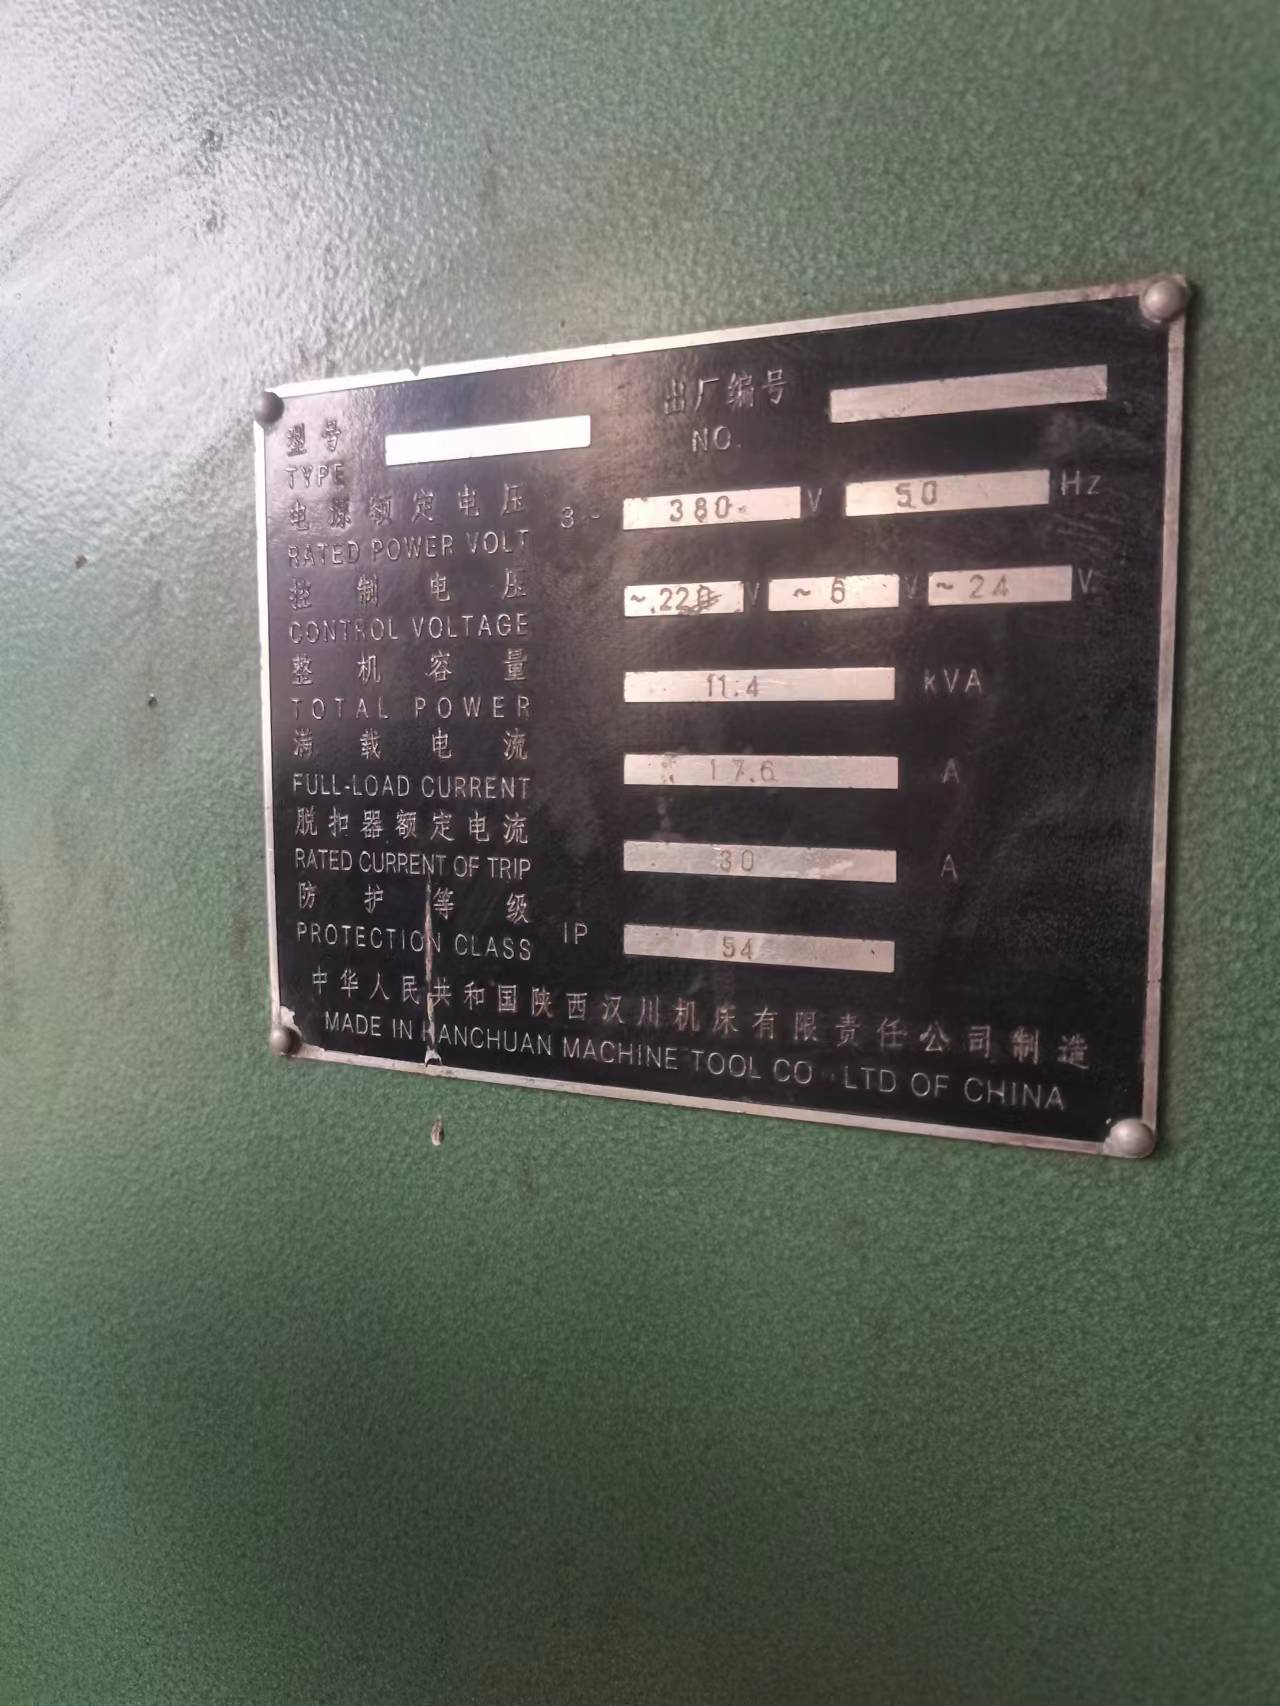 型号 出厂编号
TYPE NO.
电源额定电压 3~ 380 V 50 Hz
RATED POWER VOLT
控制电压 ~220 V ~6 V ~24 V
CONTROL VOLTAGE
整机容量 11.4 kVA
TOTAL POWER
满载电流 17.6 A
FULL-LOAD CURRENT
脱扣器额定电流 30 A
RATED CURRENT OF TRIP
防护等级 IP 54
PROTECTION CLASS
中华人民共和国陕西汉川机床有限责任公司制造
MADE IN HANCHUAN MACHINE TOOL CO LTD OF CHINA